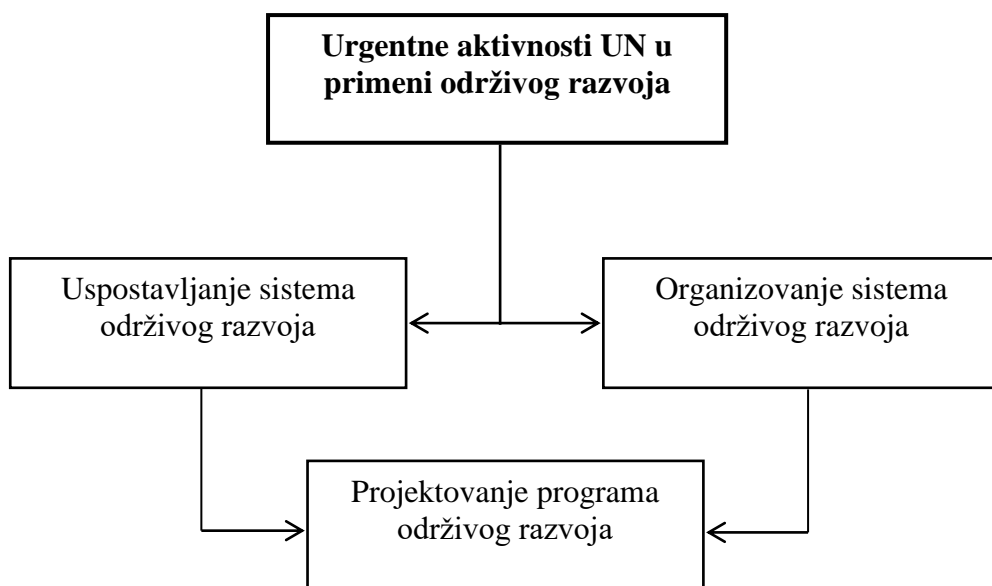 Urgentne aktivnosti UN u
primeni održivog razvoja
Uspostavljanje sistema
održivog razvoja
Organizovanje sistema
održivog razvoja
Projektovanje programa
održivog razvoja